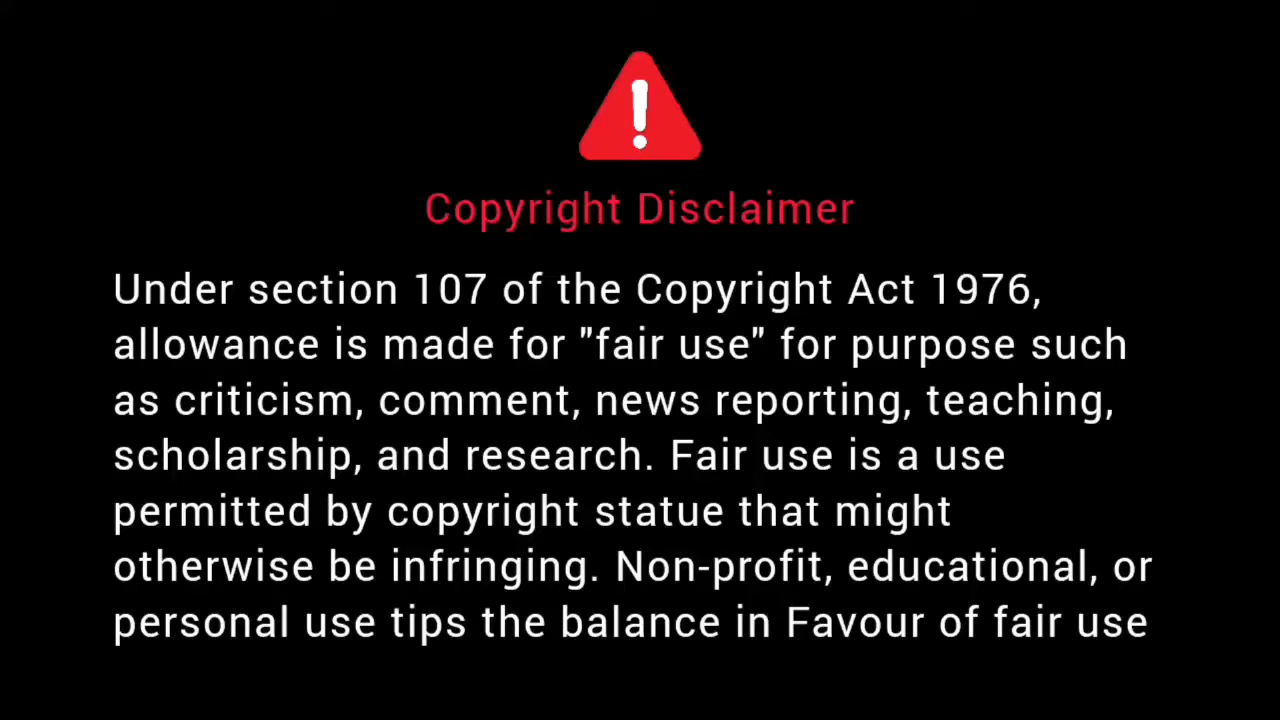 Copyright Disclaimer
Under section 107 of the Copyright Act 1976,
allowance is made for "fair use" for purpose such
as criticism, comment, news reporting, teaching,
scholarship, and research. Fair use is a use
permitted by copyright statue that might
otherwise be infringing. Non-profit, educational, or
personal use tips the balance in Favour of fair use